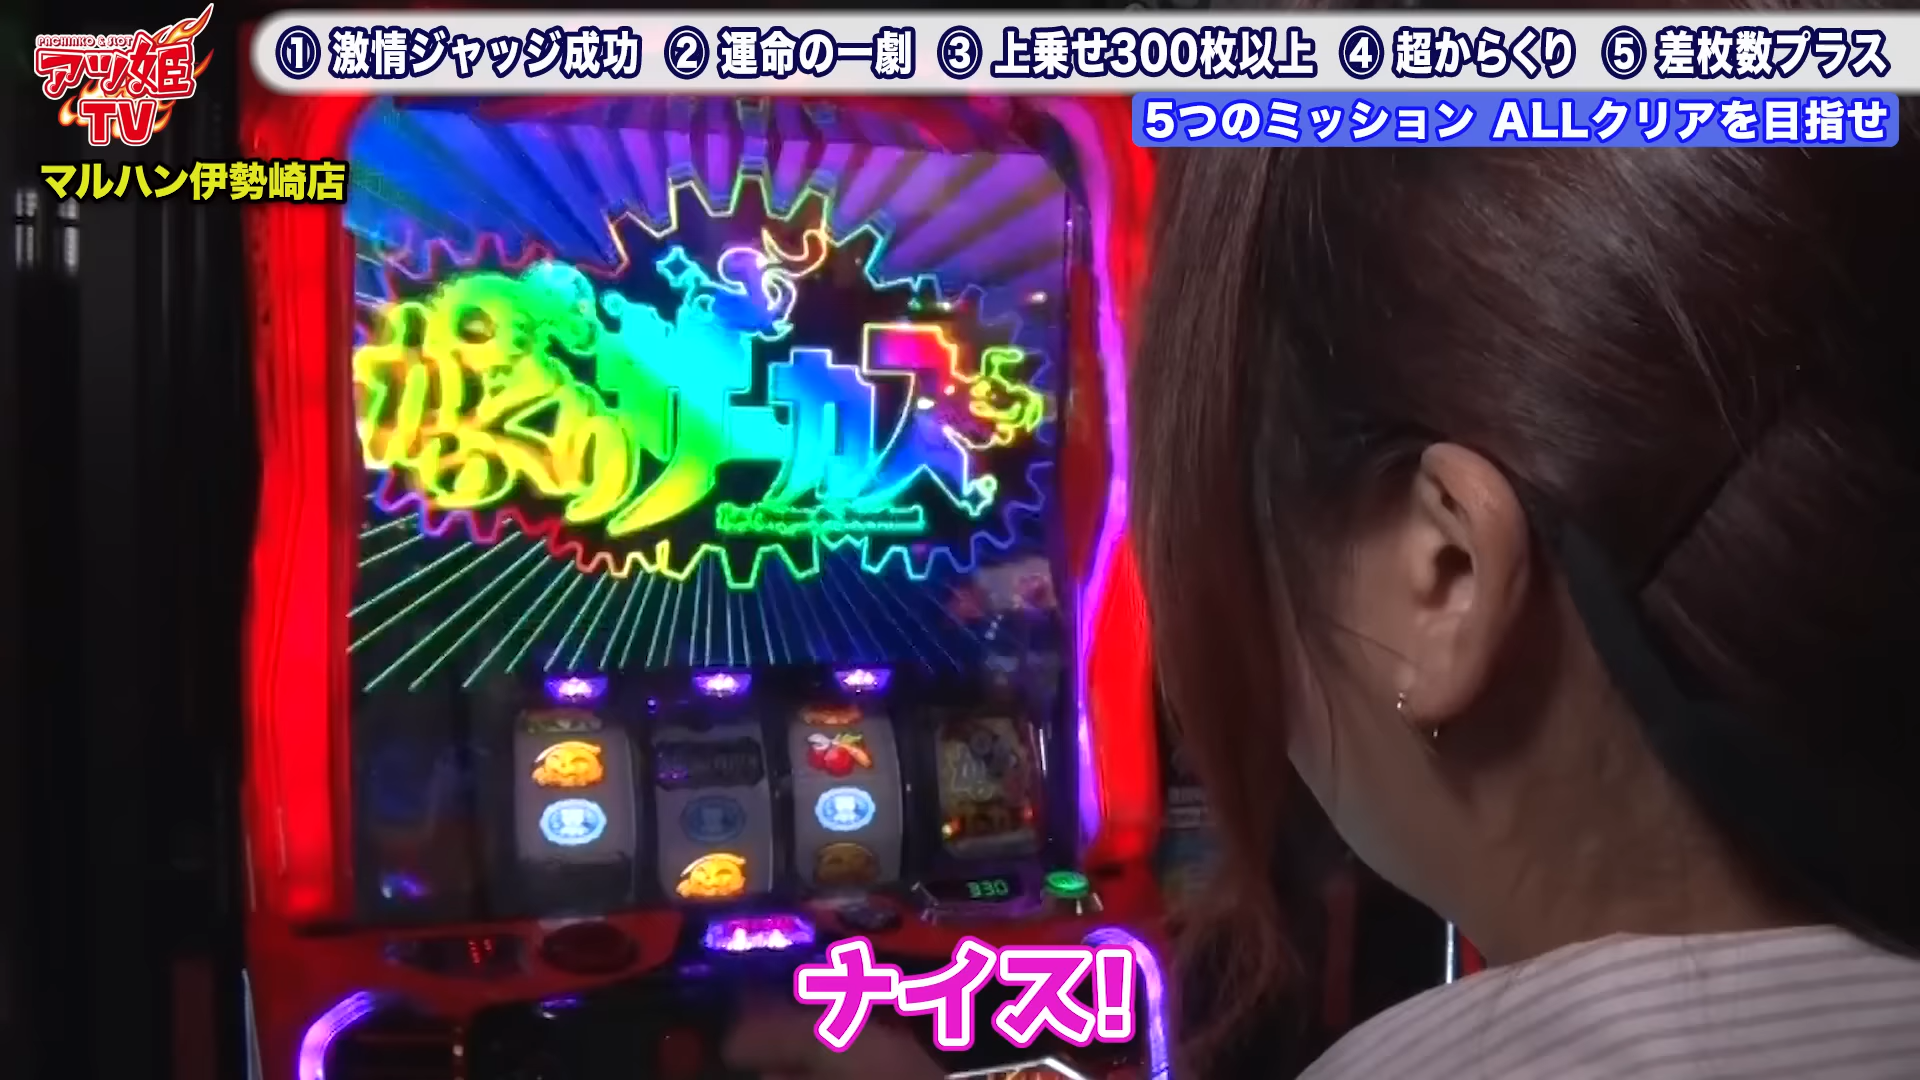 ① 激情ジャッジ成功 ② 運命の一劇 ③ 上乗せ300枚以上 ④ 超からくり ⑤ 差枚数プラス
PACHINKO & SLOT
アツ姫
TV
5つのミッション ALLクリアを目指せ
マルハン伊勢崎店
からくりサーカス
ナイス!